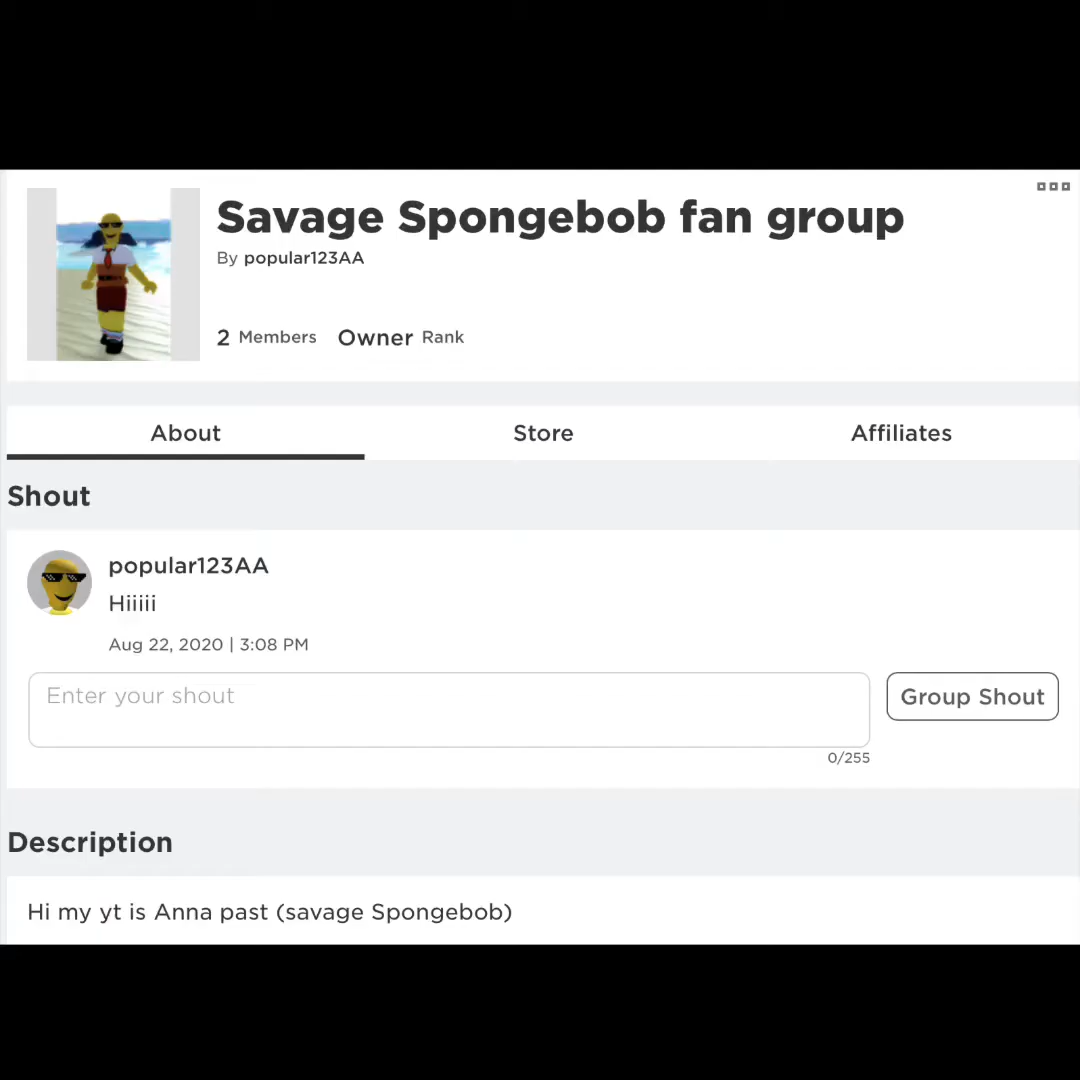 Savage Spongebob fan group
By popular123AA
2 Members Owner Rank
About Store Affiliates
Shout
popular123AA
Hiiiii
Aug 22, 2020 | 3:08 PM
Enter your shout
Group Shout
0/255
Description
Hi my yt is Anna past (savage Spongebob)